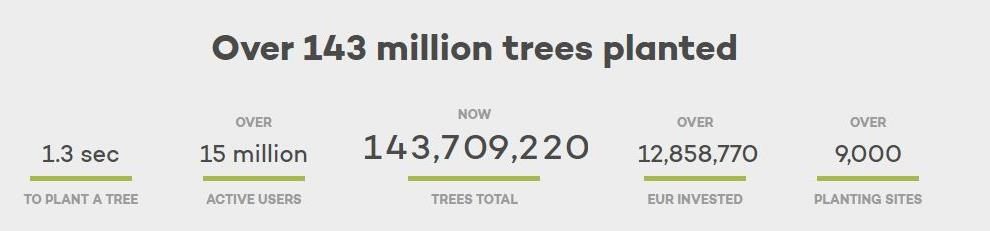 Over 143 million trees planted
1.3 sec
TO PLANT A TREE
OVER
15 million
ACTIVE USERS
NOW
143,709,220
TREES TOTAL
OVER
12,858,770
EUR INVESTED
OVER
9,000
PLANTING SITES